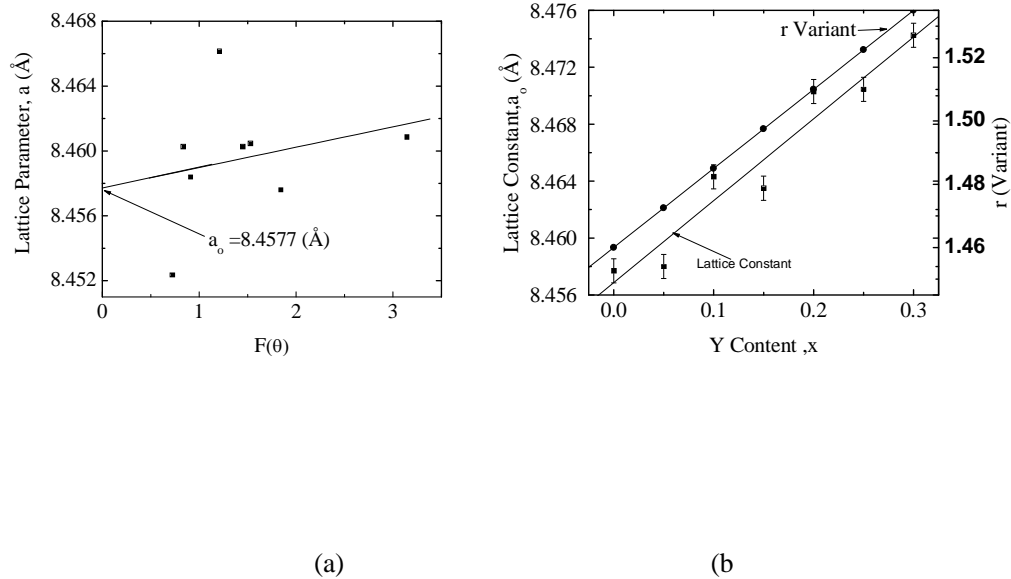 8.468
8.464
8.460
8.456
8.452
0 1 2 3
Lattice Parameter, a (Å)
F(θ)
a_o =8.4577 (Å)
(a)
8.476
8.472
8.468
8.464
8.460
8.456
0.0 0.1 0.2 0.3
Lattice Constant,a_o (Å)
Y Content ,x
r Variant
Lattice Constant
1.52
1.50
1.48
1.46
r (Variant)
(b